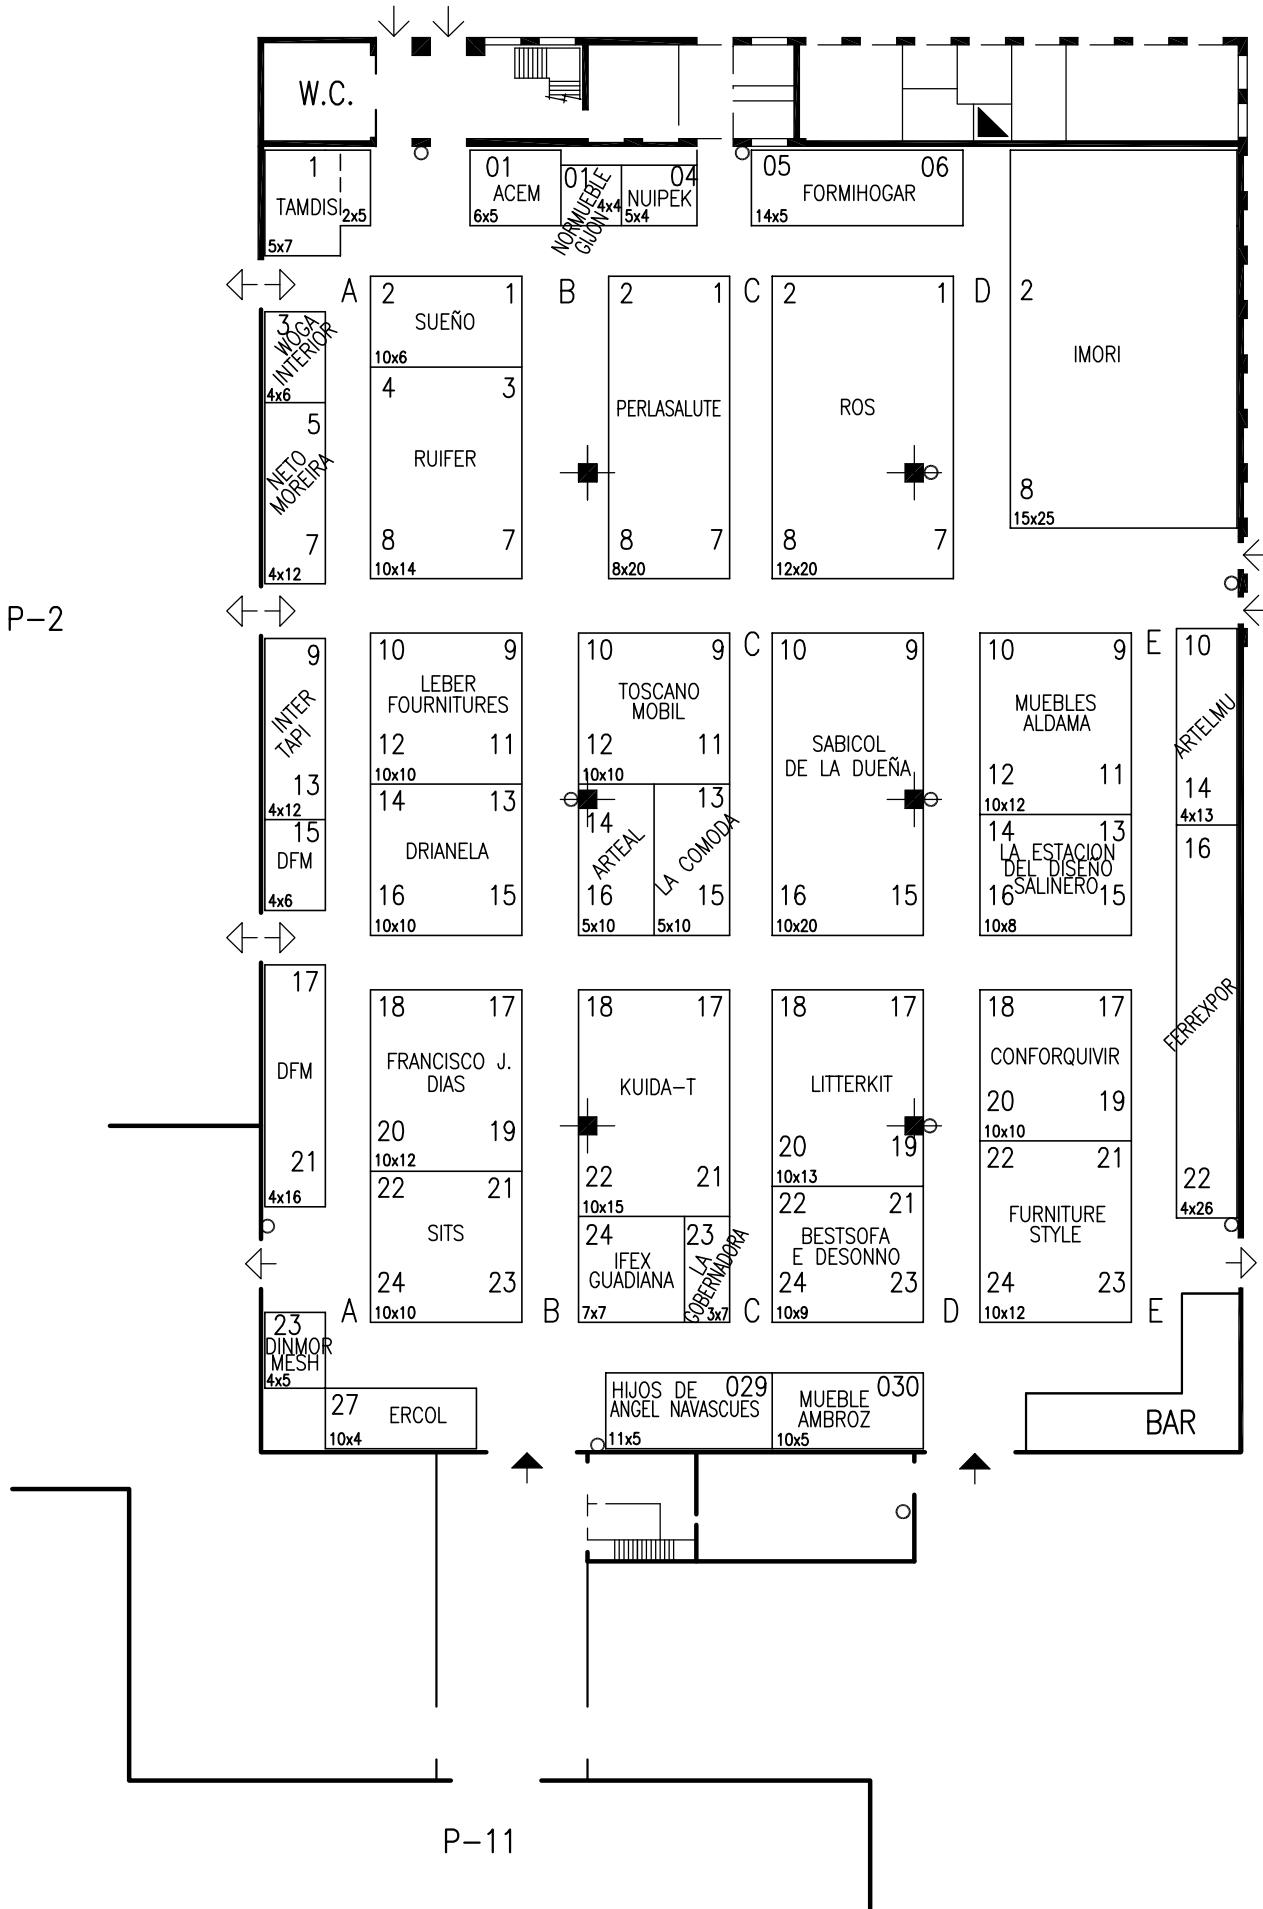 W.C.
1
TAMDISI
2x5
5x7
01
ACEM
6x5
01
NORMUEBLE
GIJON
4x4
04
NUIPEK
5x4
05
06
FORMIHOGAR
14x5
A
2
1
SUEÑO
10x6
B
2
1
C
2
1
D
2
IMORI
8
15x25
3
WOGA
INTERIOR
4x6
4
3
RUIFER
8
7
10x14
PERLASALUTE
8
7
8x20
ROS
8
7
12x20
5
NETO
MOREIRA
7
4x12
P-2
9
INTER
TAPI
13
4x12
10
9
LEBER
FOURNITURES
12
11
10x10
10
9
TOSCANO
MOBIL
12
11
10x10
C
10
9
SABICOL
DE LA DUEÑA
16
15
10x20
10
9
MUEBLES
ALDAMA
12
11
10x12
E
10
ARTELMU
14
4x13
15
DFM
4x6
14
13
DRIANELA
16
15
10x10
14
ARTEAL
16
5x10
13
LA COMODA
15
5x10
14
13
LA ESTACION
DEL DISEÑO
SALINERO
16
15
10x8
16
FERREXPOR
22
4x26
17
DFM
21
4x16
18
17
FRANCISCO J.
DIAS
20
19
10x12
18
17
KUIDA-T
22
21
10x15
18
17
LITTERKIT
20
19
10x13
18
17
CONFORQUIVIR
20
19
10x10
22
21
SITS
24
23
10x10
24
IFEX
GUADIANA
7x7
23
LA
GOBERNADORA
3x7
22
21
BESTSOFA
E DESONNO
24
23
10x9
22
21
FURNITURE
STYLE
24
23
10x12
A
B
C
D
E
23
DINMOR
MESH
4x5
27
ERCOL
10x4
HIJOS DE
ANGEL NAVASCUES
029
11x5
MUEBLE
AMBROZ
030
10x5
BAR
P-11